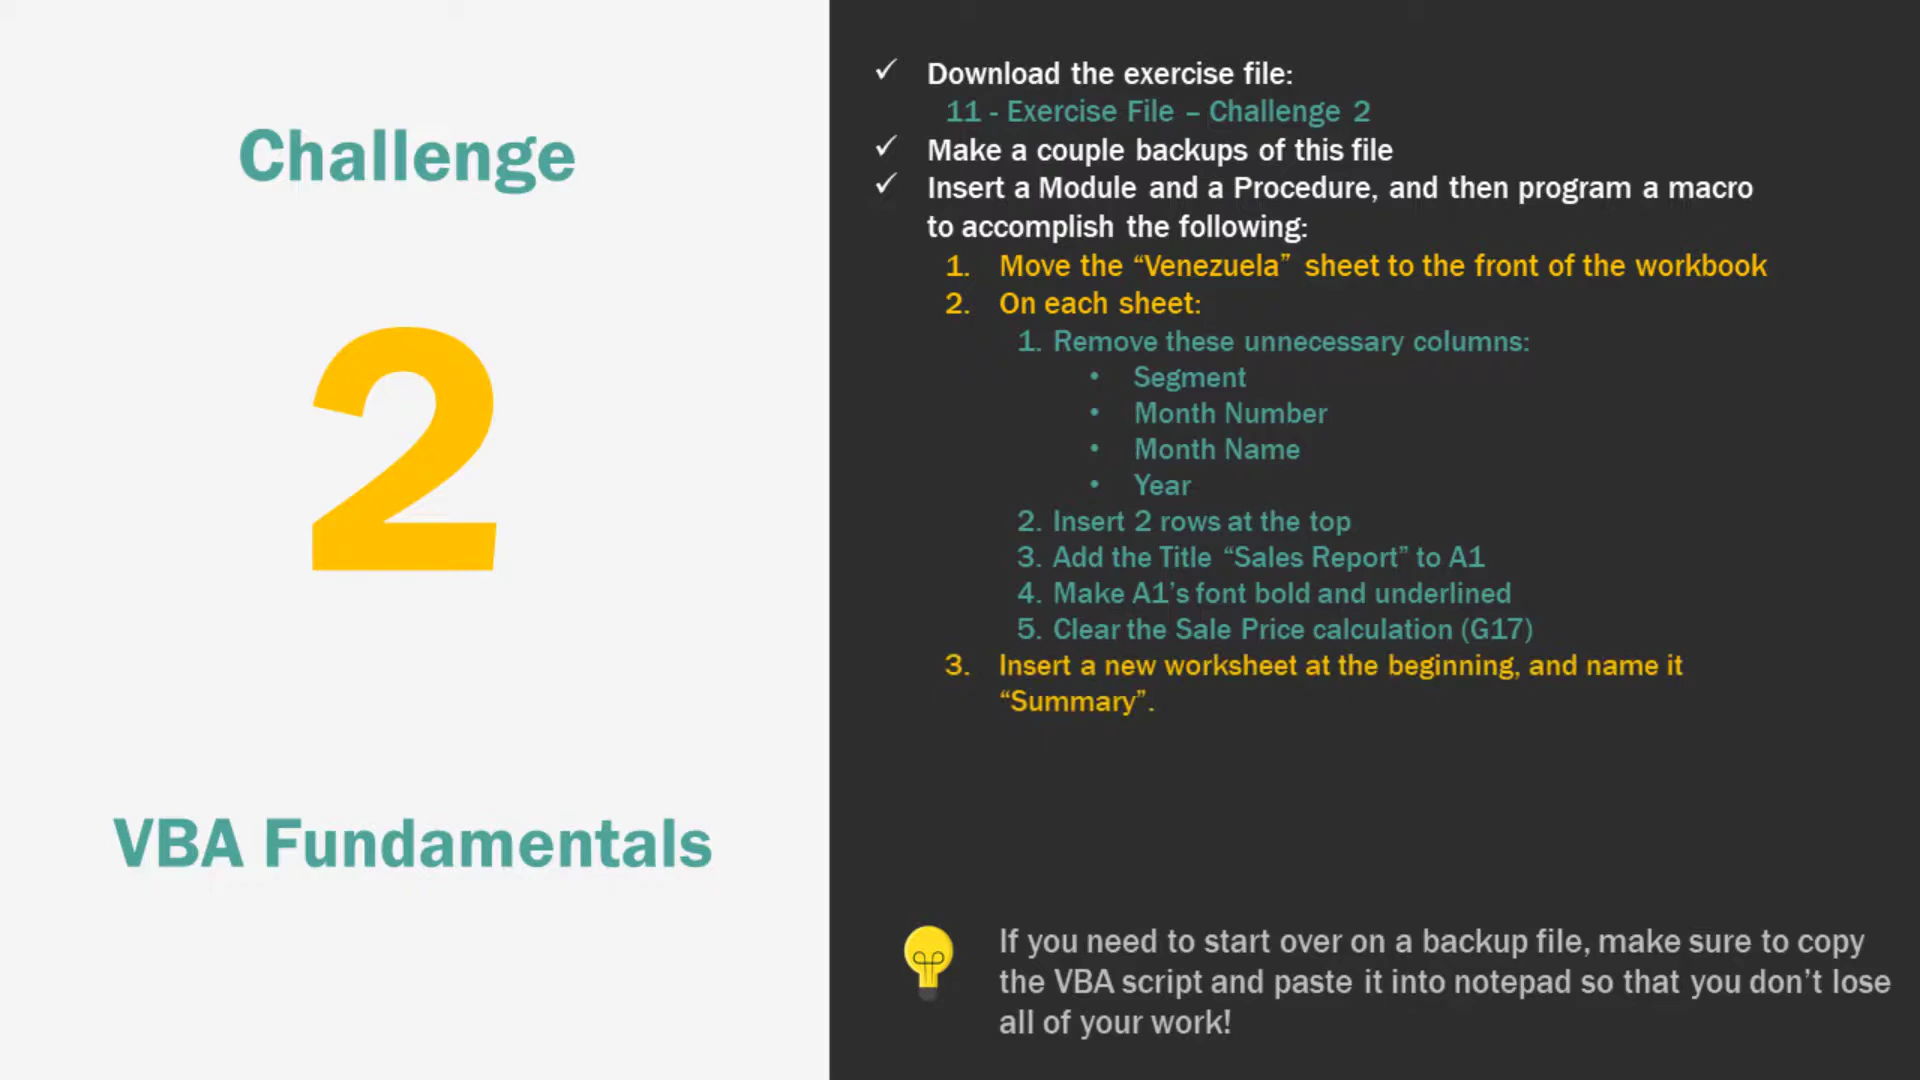 Challenge
2
VBA Fundamentals
✓ Download the exercise file:
11 - Exercise File – Challenge 2
✓ Make a couple backups of this file
✓ Insert a Module and a Procedure, and then program a macro
to accomplish the following:
1. Move the “Venezuela” sheet to the front of the workbook
2. On each sheet:
1. Remove these unnecessary columns:
• Segment
• Month Number
• Month Name
• Year
2. Insert 2 rows at the top
3. Add the Title “Sales Report” to A1
4. Make A1’s font bold and underlined
5. Clear the Sale Price calculation (G17)
3. Insert a new worksheet at the beginning, and name it
“Summary”.
If you need to start over on a backup file, make sure to copy
the VBA script and paste it into notepad so that you don’t lose
all of your work!